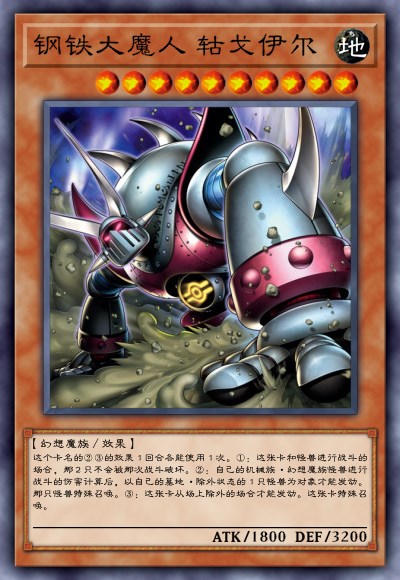 钢铁大魔人 轱戈伊尔
地
【幻想魔族／效果】
这个卡名的②③的效果1回合各能使用1次。①：这张卡和怪兽进行战斗的
场合，那2只不会被那次战斗破坏。②：自己的机械族·幻想魔族怪兽进行
战斗的伤害计算后，以自己的墓地·除外状态的1只怪兽为对象才能发动。
那只怪兽特殊召唤。③：这张卡从场上除外的场合才能发动。这张卡特殊召
唤。
ATK/1800 DEF/3200